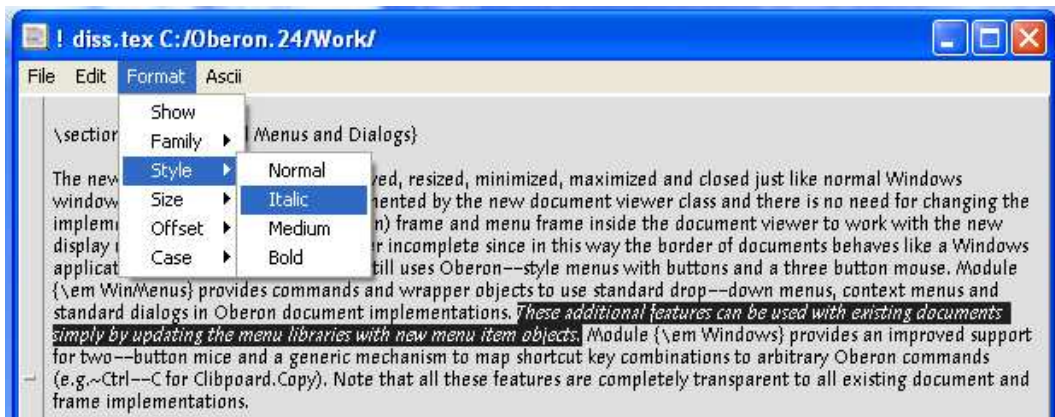 ! diss.tex C:/Oberon.24/Work/
File Edit Format Ascii
Show
Family
Style
Size
Offset
Case
Normal
Italic
Medium
Bold
\section Menus and Dialogs}
The new ved, resized, minimized, maximized and closed just like normal Windows
window ented by the new document viewer class and there is no need for changing the
implem n) frame and menu frame inside the document viewer to work with the new
display r incomplete since in this way the border of documents behaves like a Windows
applicat till uses Oberon--style menus with buttons and a three button mouse. Module
{\em WinMenus} provides commands and wrapper objects to use standard drop--down menus, context menus and
standard dialogs in Oberon document implementations. These additional features can be used with existing documents
simply by updating the menu libraries with new menu item objects. Module {\em Windows} provides an improved support
for two--button mice and a generic mechanism to map shortcut key combinations to arbitrary Oberon commands
(e.g.~Ctrl--C for Clibpoard.Copy). Note that all these features are completely transparent to all existing document and
frame implementations.